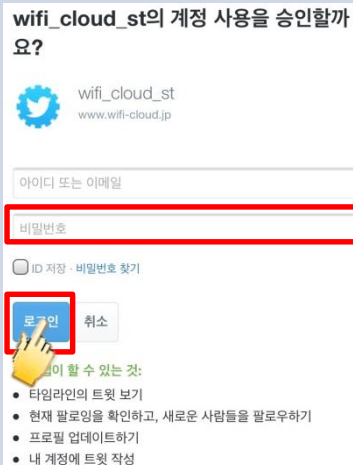 wifi_cloud_st의 계정 사용을 승인할까
요?
wifi_cloud_st
www.wifi-cloud.jp
아이디 또는 이메일
비밀번호
ID 저장 · 비밀번호 찾기
취소
할 수 있는 것:
타임라인의 트윗 보기
현재 팔로잉을 확인하고, 새로운 사람들을 팔로우하기
프로필 업데이트하기
내 계정에 트윗 작성